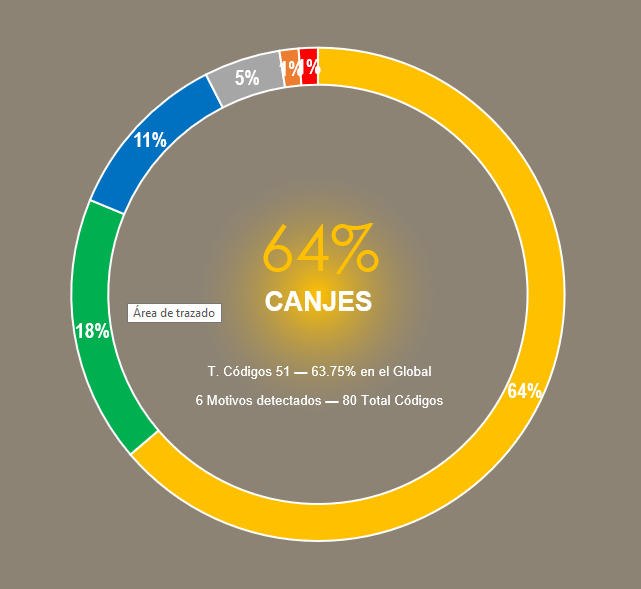 5%
1%
1%
11%
64%
CANJES
Área de trazado
18%
T. Códigos 51 — 63.75% en el Global
64%
6 Motivos detectados — 80 Total Códigos